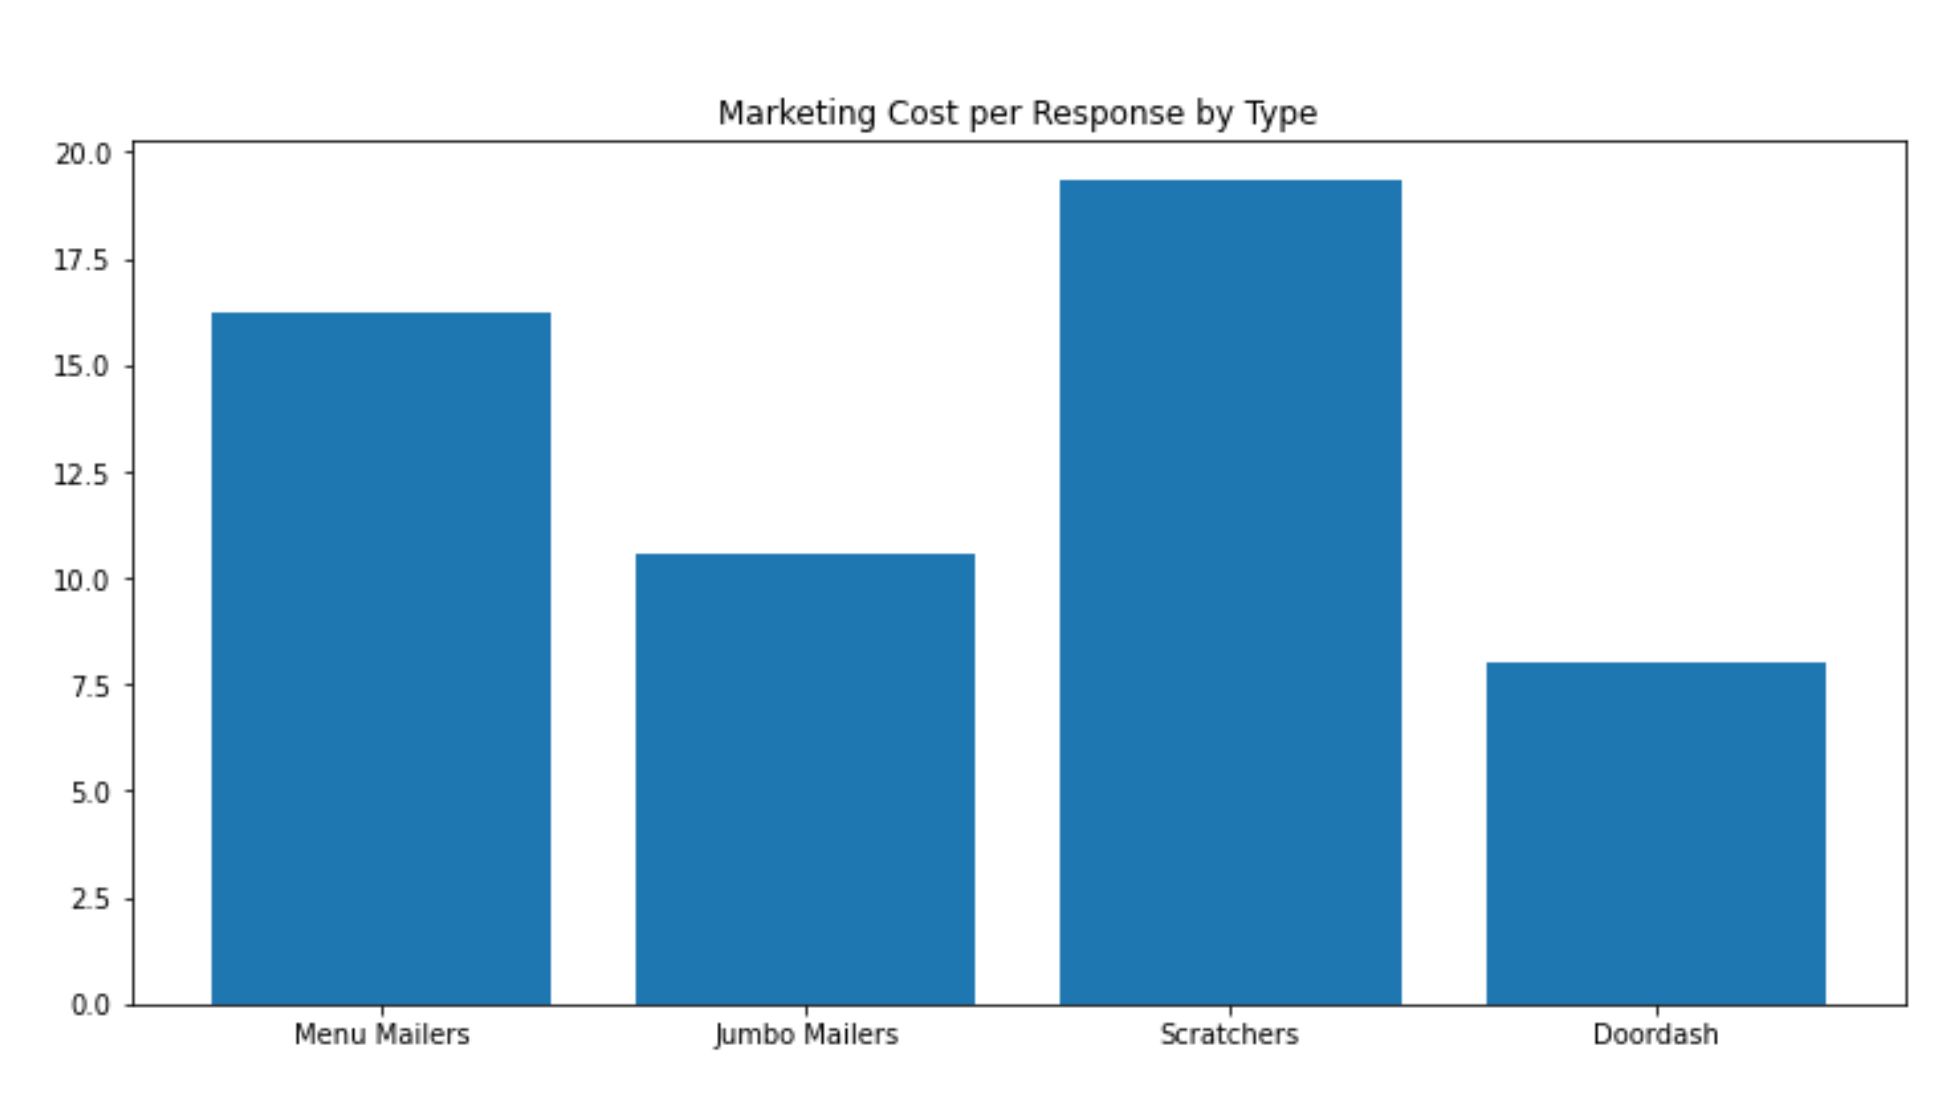 Marketing Cost per Response by Type
20.0
17.5
15.0
12.5
10.0
7.5
5.0
2.5
0.0
Menu Mailers
Jumbo Mailers
Scratchers
Doordash